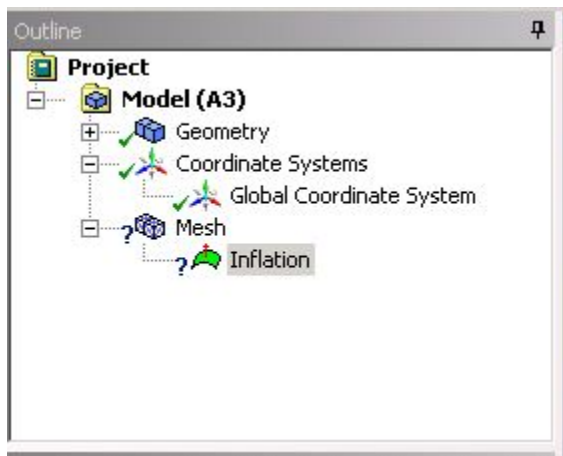 Outline
Project
Model (A3)
Geometry
Coordinate Systems
Global Coordinate System
? Mesh
? Inflation